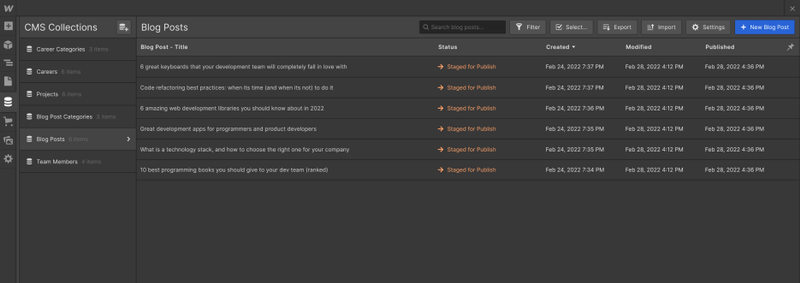 CMS Collections
Career Categories 3 items
Careers 6 items
Projects 6 items
Blog Post Categories 3 items
Blog Posts 6 items
Team Members 4 items
Blog Posts
Search blog posts...
Filter
Select...
Export
Import
Settings
+ New Blog Post
Blog Post - Title Status Created Modified Published
6 great keyboards that your development team will completely fall in love with Staged for Publish Feb 24, 2022 7:37 PM Feb 28, 2022 4:12 PM Feb 28, 2022 4:36 PM
Code refactoring best practices: when its time (and when its not) to do it Staged for Publish Feb 24, 2022 7:37 PM Feb 28, 2022 4:12 PM Feb 28, 2022 4:36 PM
6 amazing web development libraries you should know about in 2022 Staged for Publish Feb 24, 2022 7:36 PM Feb 28, 2022 4:12 PM Feb 28, 2022 4:36 PM
Great development apps for programmers and product developers Staged for Publish Feb 24, 2022 7:35 PM Feb 28, 2022 4:12 PM Feb 28, 2022 4:36 PM
What is a technology stack, and how to choose the right one for your company Staged for Publish Feb 24, 2022 7:35 PM Feb 28, 2022 4:12 PM Feb 28, 2022 4:36 PM
10 best programming books you should give to your dev team (ranked) Staged for Publish Feb 24, 2022 7:34 PM Feb 28, 2022 4:12 PM Feb 28, 2022 4:36 PM